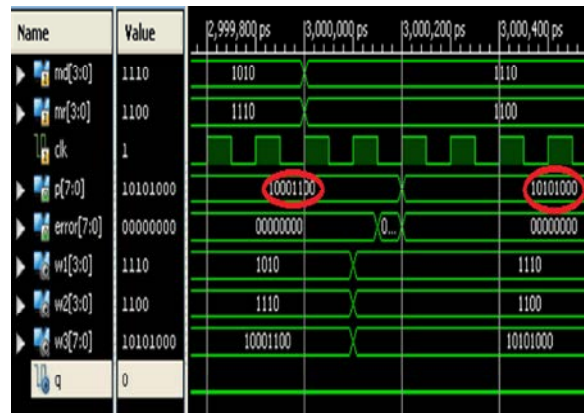 Name Value 2,999,800 ps 3,000,000 ps 3,000,200 ps 3,000,400 ps
md[3:0] 1110 1010 1110
mr[3:0] 1100 1110 1100
clk 1
p[7:0] 10101000 10001100 10101000
error[7:0] 00000000 00000000 0... 00000000
w1[3:0] 1110 1010 1110
w2[3:0] 1100 1110 1100
w3[7:0] 10101000 10001100 10101000
q 0